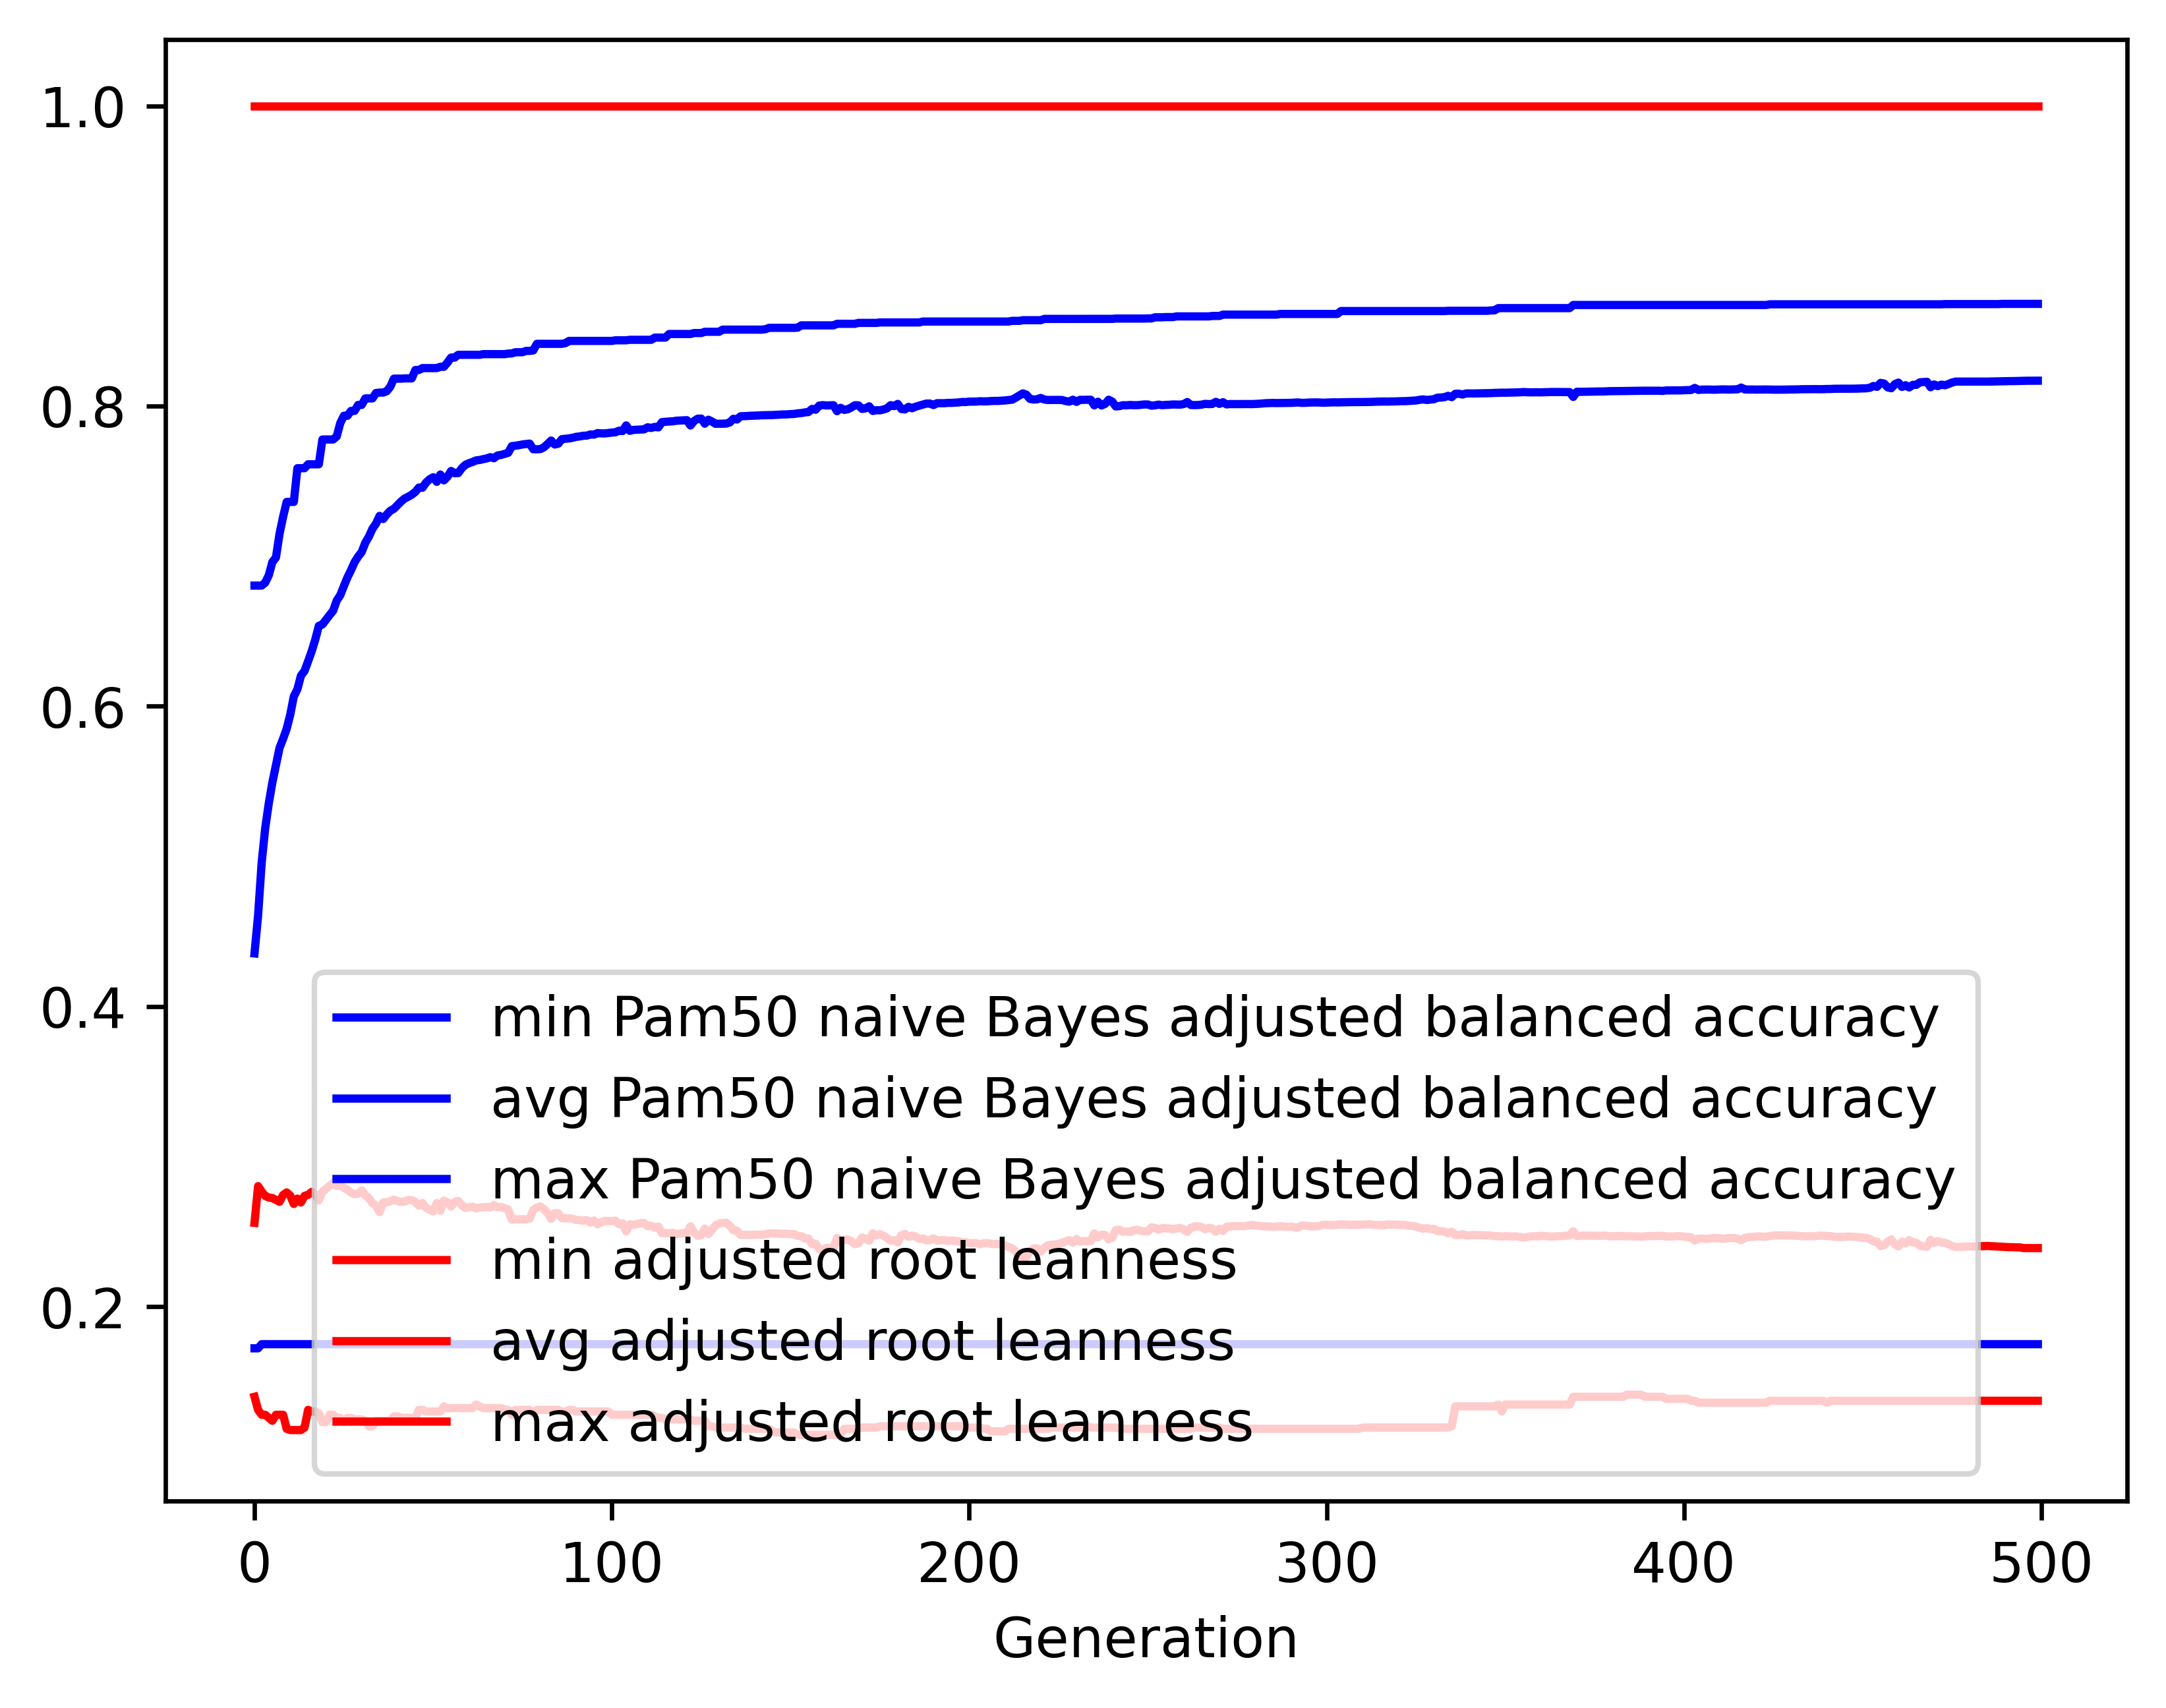 1.0
0.8
0.6
0.4
0.2
min Pam50 naive Bayes adjusted balanced accuracy
avg Pam50 naive Bayes adjusted balanced accuracy
max Pam50 naive Bayes adjusted balanced accuracy
min adjusted root leanness
avg adjusted root leanness
max adjusted root leanness
0 100 200 300 400 500
Generation